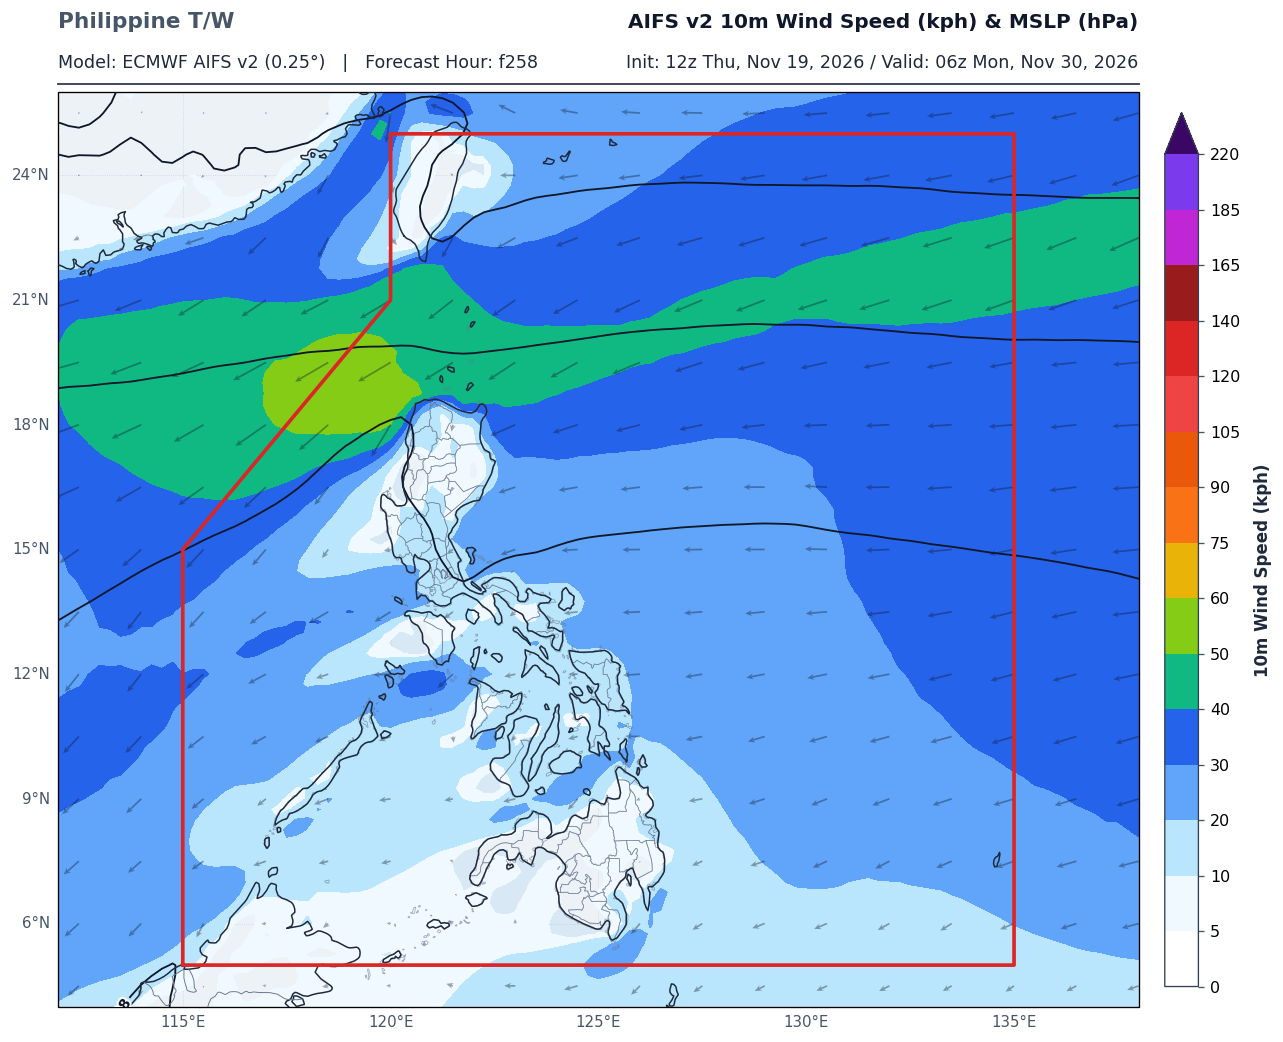 Philippine T/W
AIFS v2 10m Wind Speed (kph) & MSLP (hPa)
Model: ECMWF AIFS v2 (0.25°) | Forecast Hour: f258
Init: 12z Thu, Nov 19, 2026 / Valid: 06z Mon, Nov 30, 2026
24°N
21°N
18°N
15°N
12°N
9°N
6°N
115°E
120°E
125°E
130°E
135°E
220
185
165
140
120
105
90
75
60
50
40
30
20
10
5
0
10m Wind Speed (kph)